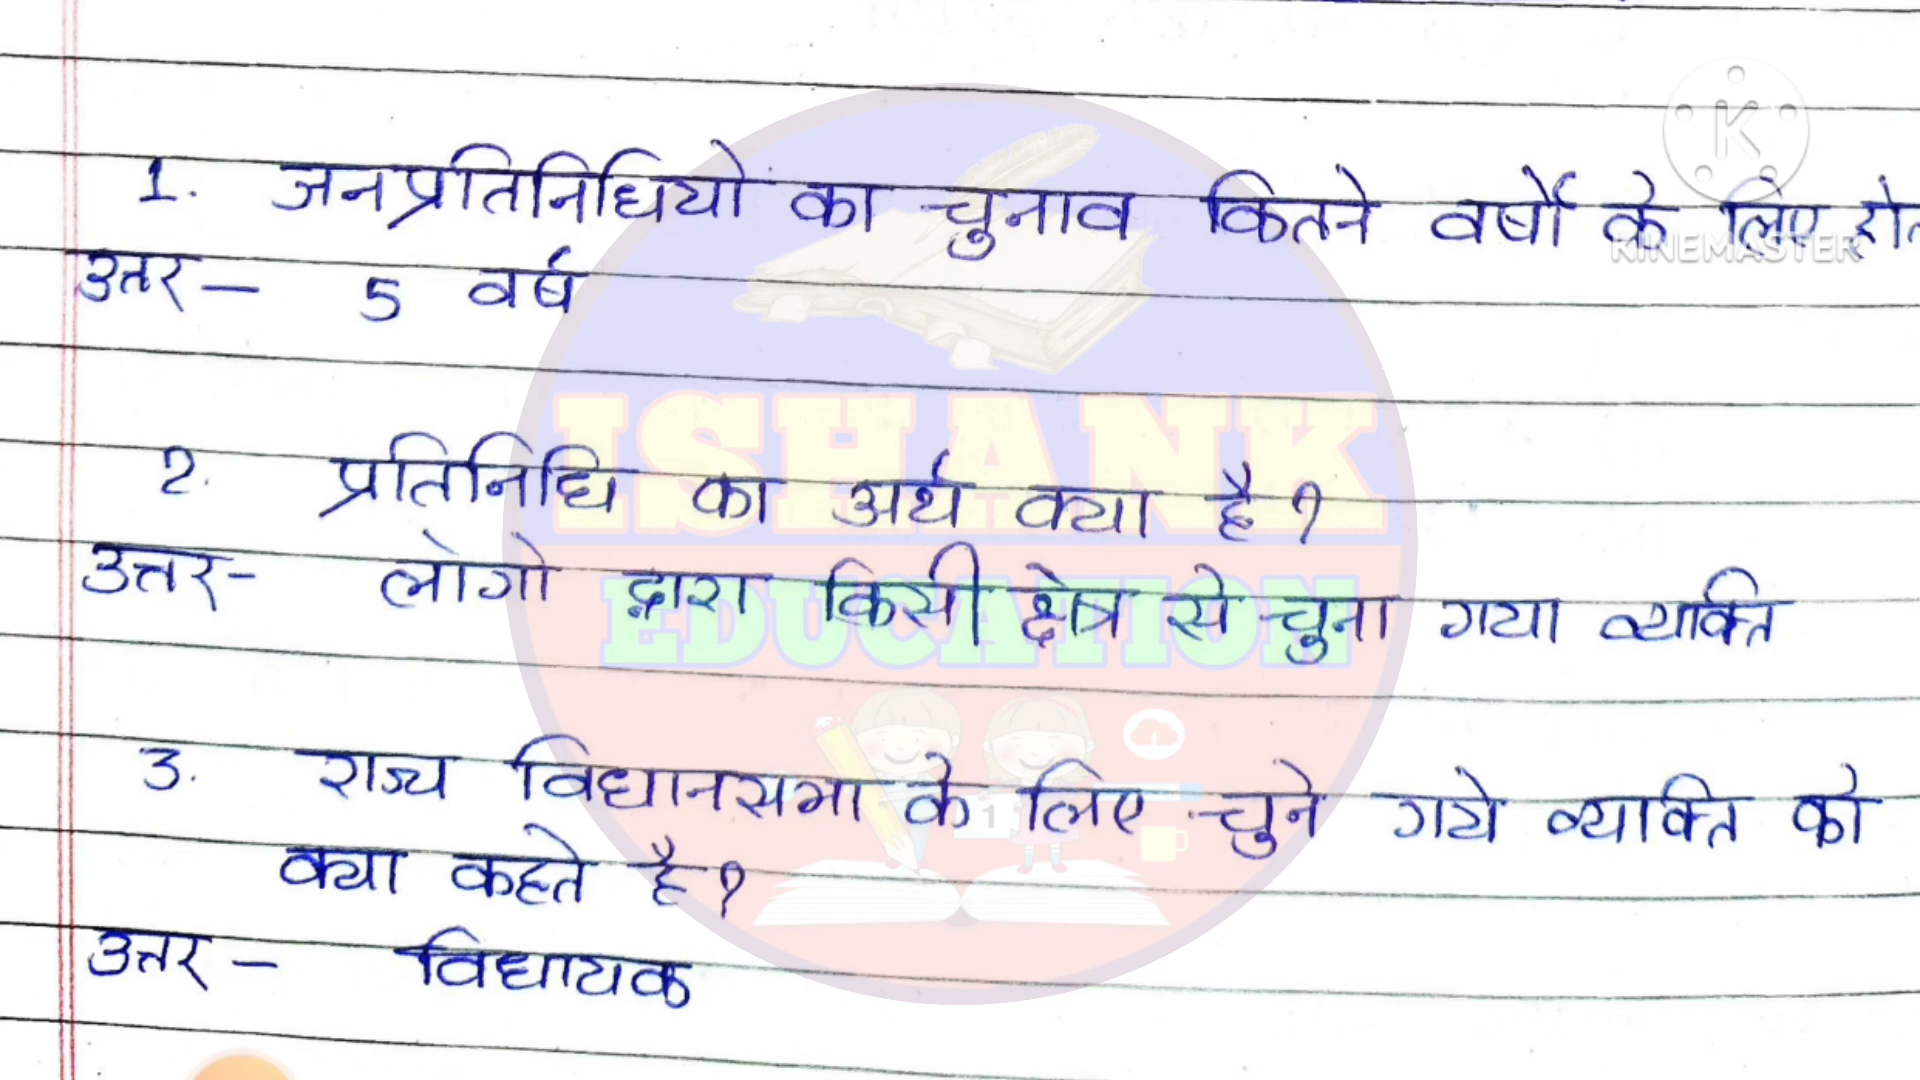 1. जनप्रतिनिधियो का चुनाव कितने वर्षों के लिए
उत्तर – 5 वर्ष
2. प्रतिनिधि का अर्थ क्या है?
उत्तर - लोगो द्वारा किसी क्षेत्र से चुना गया व्यक्ति
3. राज्य विधानसभा के लिए चुने गये व्यक्ति को
क्या कहते है?
उत्तर – विधायक
ISHANK
EDUCATION
1
K
KINEMASTER